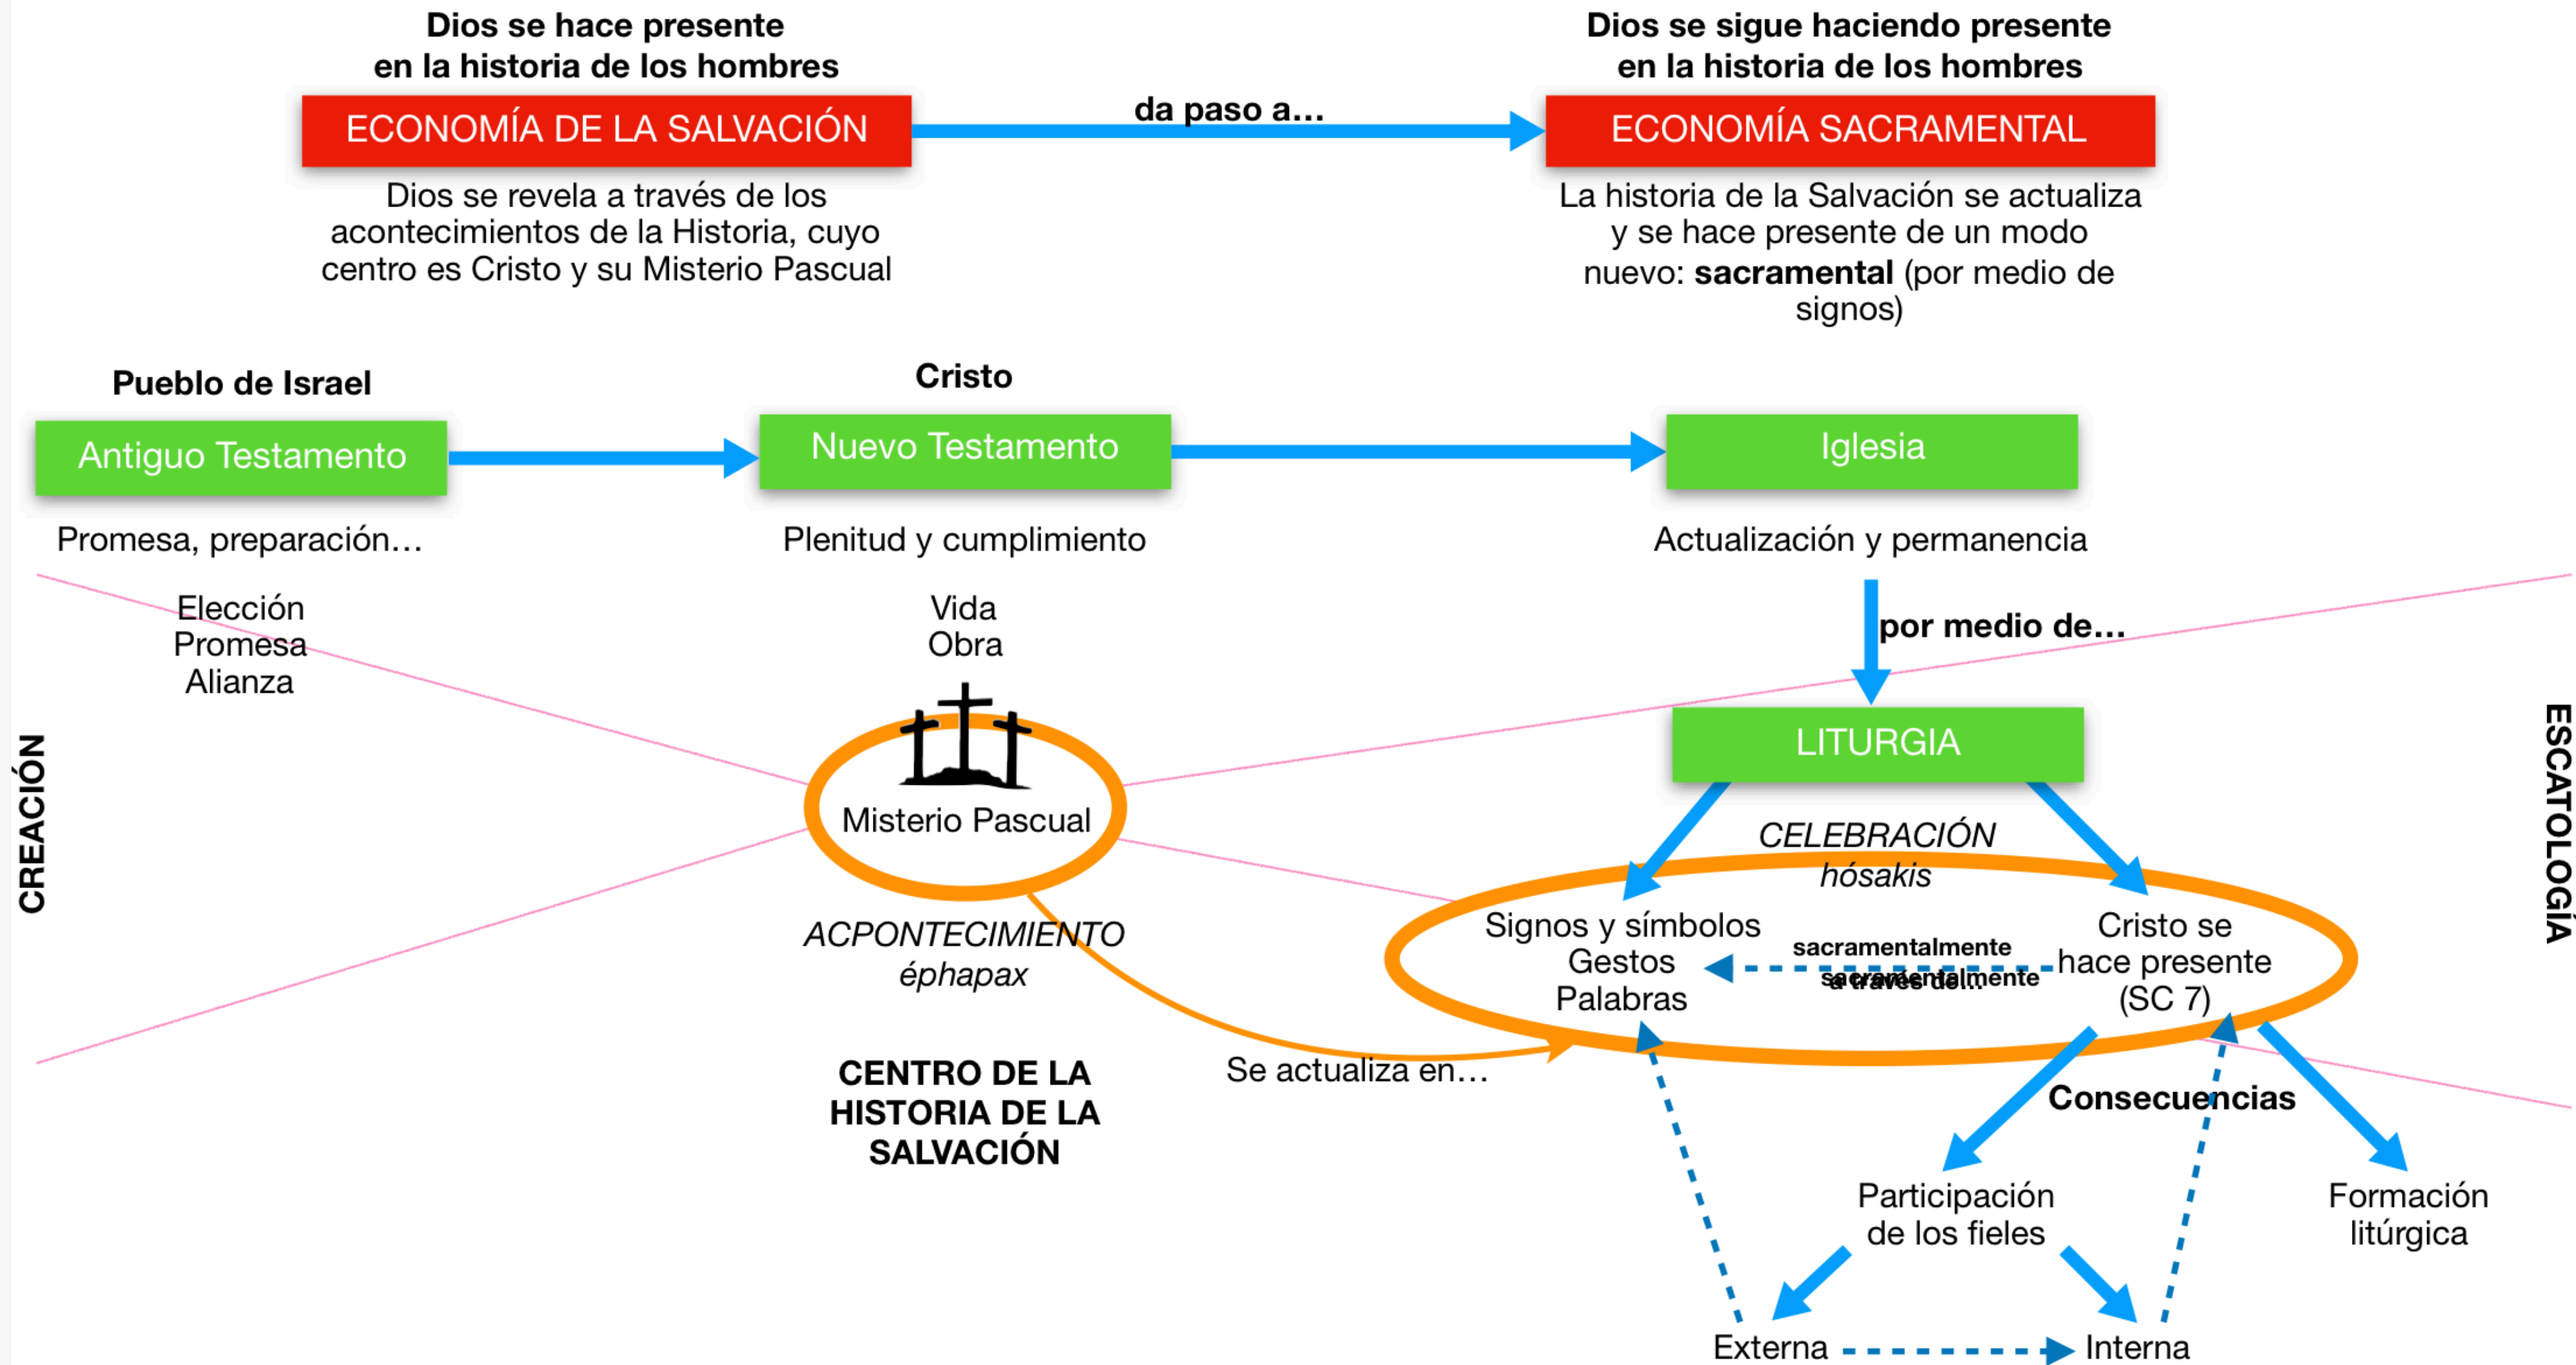 Dios se hace presente
en la historia de los hombres
ECONOMÍA DE LA SALVACIÓN
Dios se revela a través de los
acontecimientos de la Historia, cuyo
centro es Cristo y su Misterio Pascual
da paso a…
Dios se sigue haciendo presente
en la historia de los hombres
ECONOMÍA SACRAMENTAL
La historia de la Salvación se actualiza
y se hace presente de un modo
nuevo: sacramental (por medio de
signos)
Pueblo de Israel
Antiguo Testamento
Promesa, preparación…
Elección
Promesa
Alianza
Cristo
Nuevo Testamento
Plenitud y cumplimiento
Vida
Obra
Misterio Pascual
ACPONTECIMIENTO
éphapax
CENTRO DE LA
HISTORIA DE LA
SALVACIÓN
Se actualiza en…
Iglesia
Actualización y permanencia
por medio de…
LITURGIA
CELEBRACIÓN
hósakis
Signos y símbolos
Gestos
Palabras
sacramentalmente
sacramentalmente
a través de…
Cristo se
hace presente
(SC 7)
Consecuencias
Participación
de los fieles
Formación
litúrgica
Externa
Interna
CREACIÓN
ESCATOLOGÍA